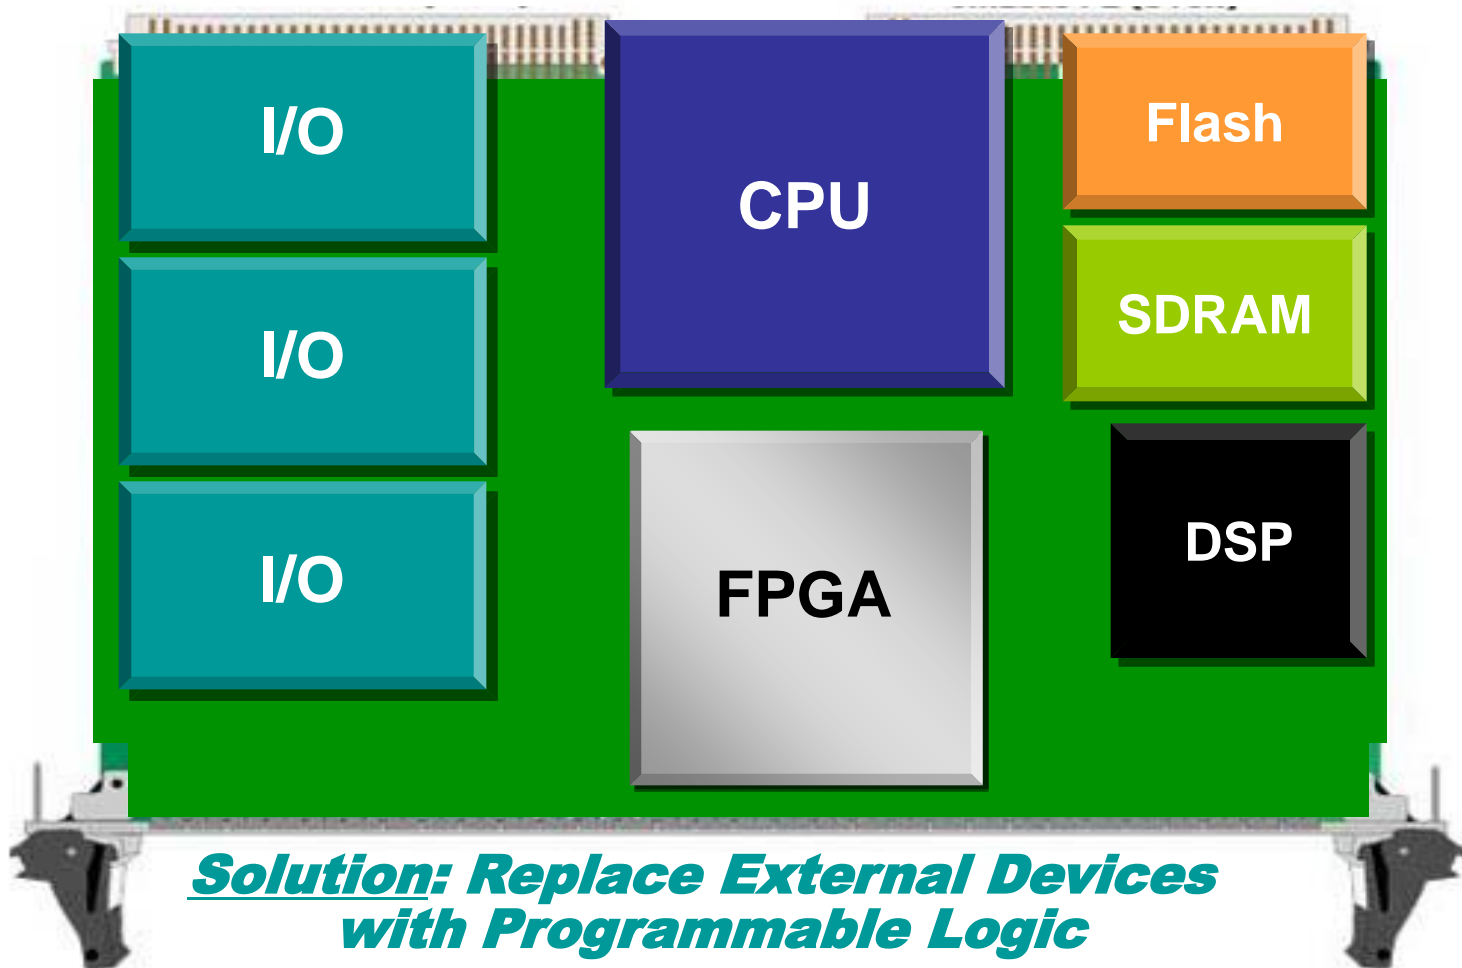 I/O
CPU
Flash
I/O
SDRAM
I/O
FPGA
DSP
Solution: Replace External Devices
with Programmable Logic